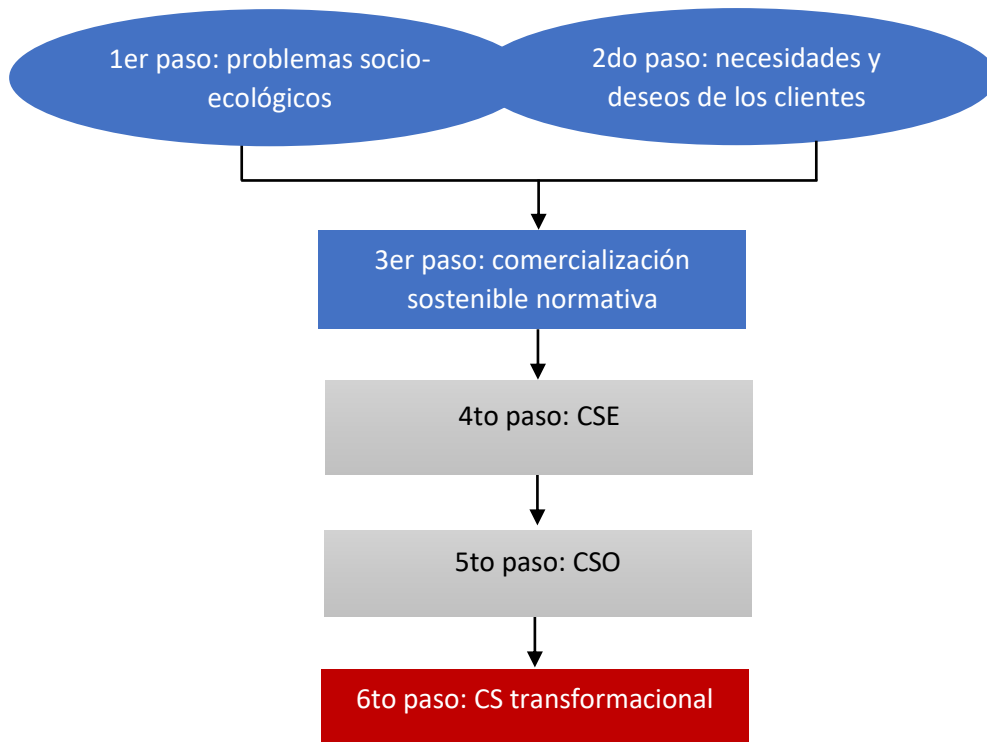 1er paso: problemas socio-
ecológicos
2do paso: necesidades y
deseos de los clientes
3er paso: comercialización
sostenible normativa
4to paso: CSE
5to paso: CSO
6to paso: CS transformacional